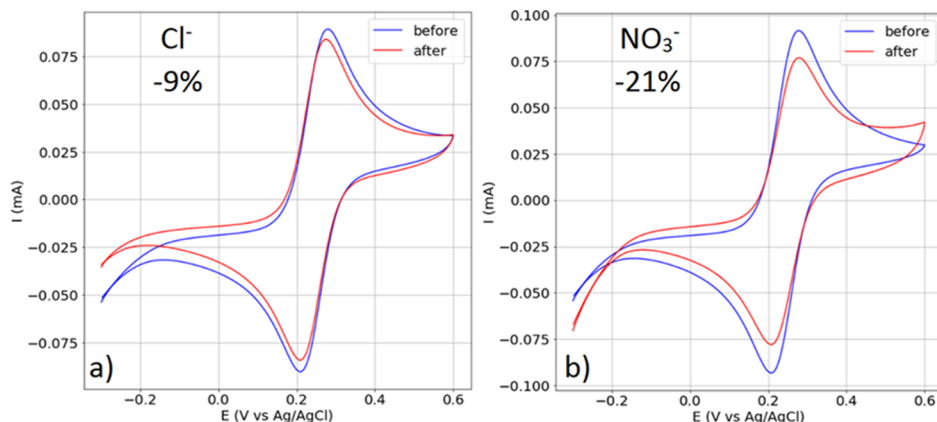 Cl⁻
-9%
before
after
0.075
0.050
0.025
0.000
−0.025
−0.050
−0.075
I (mA)
a)
−0.2
0.0
0.2
0.4
0.6
E (V vs Ag/AgCl)
NO₃⁻
-21%
before
after
0.100
0.075
0.050
0.025
0.000
−0.025
−0.050
−0.075
−0.100
I (mA)
b)
−0.2
0.0
0.2
0.4
0.6
E (V vs Ag/AgCl)